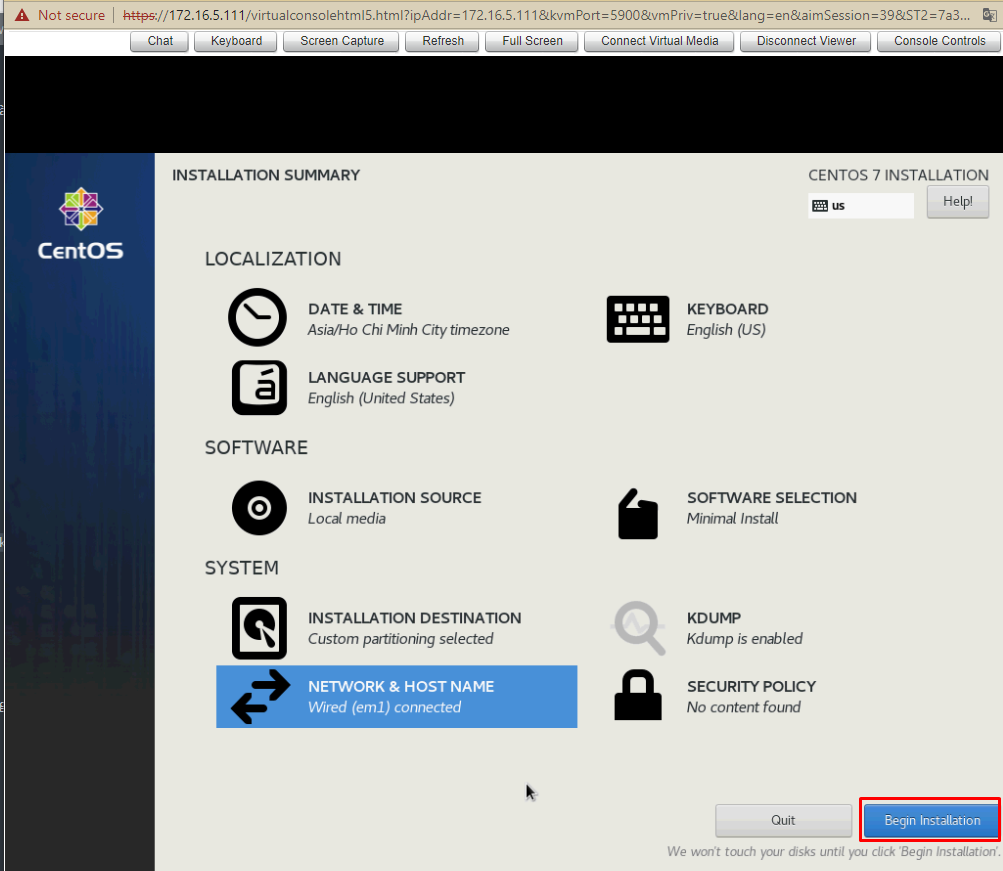 Not secure https://172.16.5.111/virtualconsolehtml5.html?ipAddr=172.16.5.111&kvmPort=5900&vmPriv=true&lang=en&aimSession=39&ST2=7a3...
Chat Keyboard Screen Capture Refresh Full Screen Connect Virtual Media Disconnect Viewer Console Controls
INSTALLATION SUMMARY
CENTOS 7 INSTALLATION
us
Help!
CentOS
LOCALIZATION
DATE & TIME
Asia/Ho Chi Minh City timezone
KEYBOARD
English (US)
LANGUAGE SUPPORT
English (United States)
SOFTWARE
INSTALLATION SOURCE
Local media
SOFTWARE SELECTION
Minimal Install
SYSTEM
INSTALLATION DESTINATION
Custom partitioning selected
KDUMP
Kdump is enabled
NETWORK & HOST NAME
Wired (em1) connected
SECURITY POLICY
No content found
Quit
Begin Installation
We won't touch your disks until you click 'Begin Installation'.